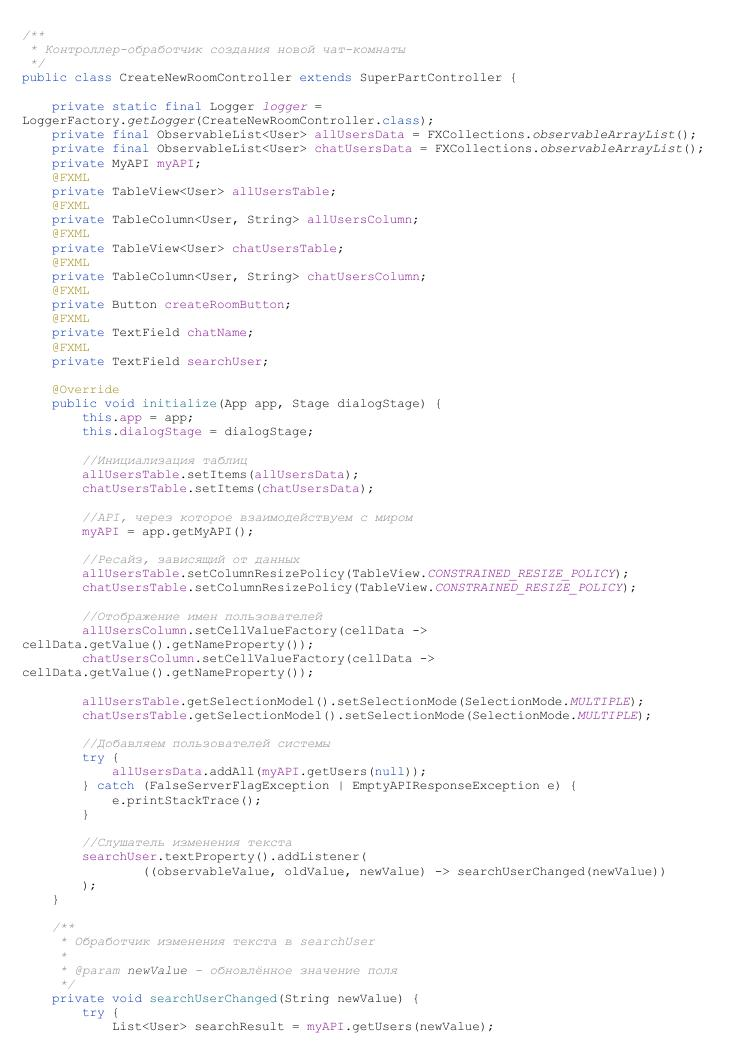 /**
 * Контроллер-обработчик создания новой чат-комнаты
 */
public class CreateNewRoomController extends SuperPartController {

    private static final Logger logger =
LoggerFactory.getLogger(CreateNewRoomController.class);
    private final ObservableList<User> allUsersData = FXCollections.observableArrayList();
    private final ObservableList<User> chatUsersData = FXCollections.observableArrayList();
    private MyAPI myAPI;
    @FXML
    private TableView<User> allUsersTable;
    @FXML
    private TableColumn<User, String> allUsersColumn;
    @FXML
    private TableView<User> chatUsersTable;
    @FXML
    private TableColumn<User, String> chatUsersColumn;
    @FXML
    private Button createRoomButton;
    @FXML
    private TextField chatName;
    @FXML
    private TextField searchUser;

    @Override
    public void initialize(App app, Stage dialogStage) {
        this.app = app;
        this.dialogStage = dialogStage;

        //Инициализация таблиц
        allUsersTable.setItems(allUsersData);
        chatUsersTable.setItems(chatUsersData);

        //API, через которое взаимодействуем с миром
        myAPI = app.getMyAPI();

        //Ресайз, зависящий от данных
        allUsersTable.setColumnResizePolicy(TableView.CONSTRAINED_RESIZE_POLICY);
        chatUsersTable.setColumnResizePolicy(TableView.CONSTRAINED_RESIZE_POLICY);

        //Отображение имен пользователей
        allUsersColumn.setCellValueFactory(cellData ->
cellData.getValue().getNameProperty());
        chatUsersColumn.setCellValueFactory(cellData ->
cellData.getValue().getNameProperty());

        allUsersTable.getSelectionModel().setSelectionMode(SelectionMode.MULTIPLE);
        chatUsersTable.getSelectionModel().setSelectionMode(SelectionMode.MULTIPLE);

        //Добавляем пользователей системы
        try {
            allUsersData.addAll(myAPI.getUsers(null));
        } catch (FalseServerFlagException | EmptyAPIResponseException e) {
            e.printStackTrace();
        }

        //Слушатель изменения текста
        searchUser.textProperty().addListener(
                ((observableValue, oldValue, newValue) -> searchUserChanged(newValue))
        );
    }

    /**
     * Обработчик изменения текста в searchUser
     *
     * @param newValue - обновлённое значение поля
     */
    private void searchUserChanged(String newValue) {
        try {
            List<User> searchResult = myAPI.getUsers(newValue);